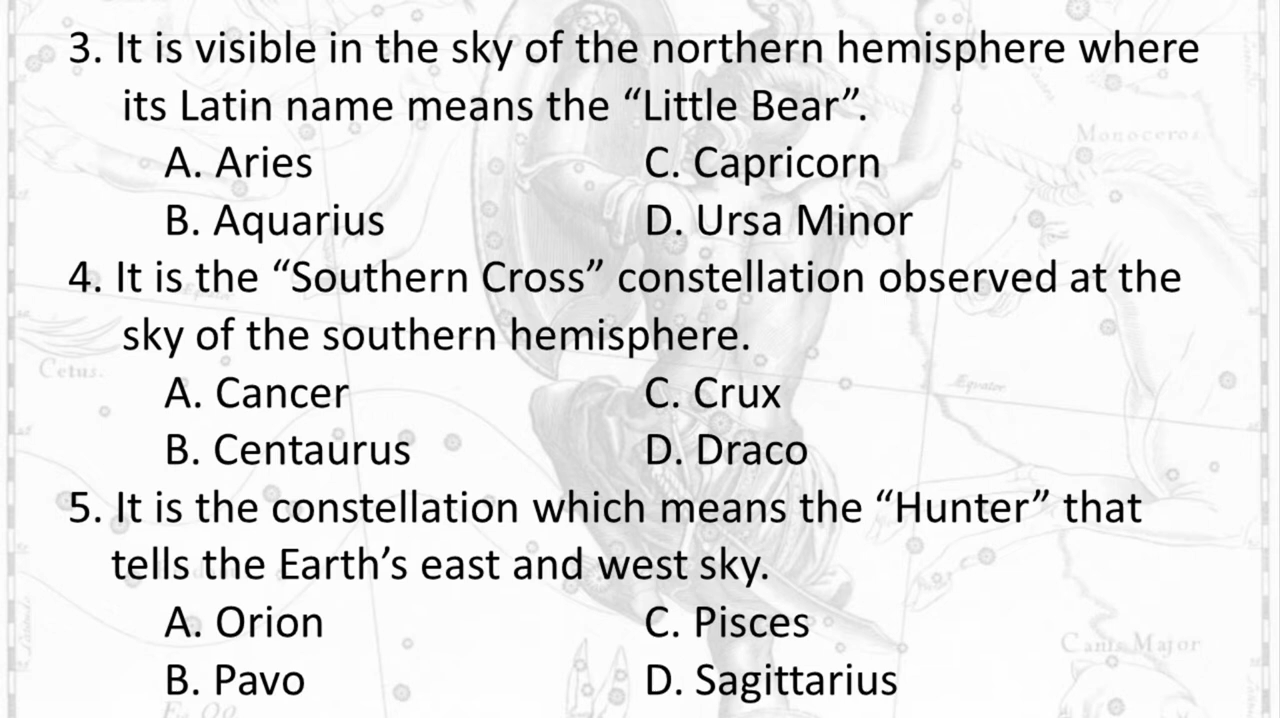 3. It is visible in the sky of the northern hemisphere where
its Latin name means the “Little Bear”.
A. Aries C. Capricorn
B. Aquarius D. Ursa Minor
4. It is the “Southern Cross” constellation observed at the
sky of the southern hemisphere.
A. Cancer C. Crux
B. Centaurus D. Draco
5. It is the constellation which means the “Hunter” that
tells the Earth’s east and west sky.
A. Orion C. Pisces
B. Pavo D. Sagittarius
Monoceros
Cetus.
Æquator
Canis Major